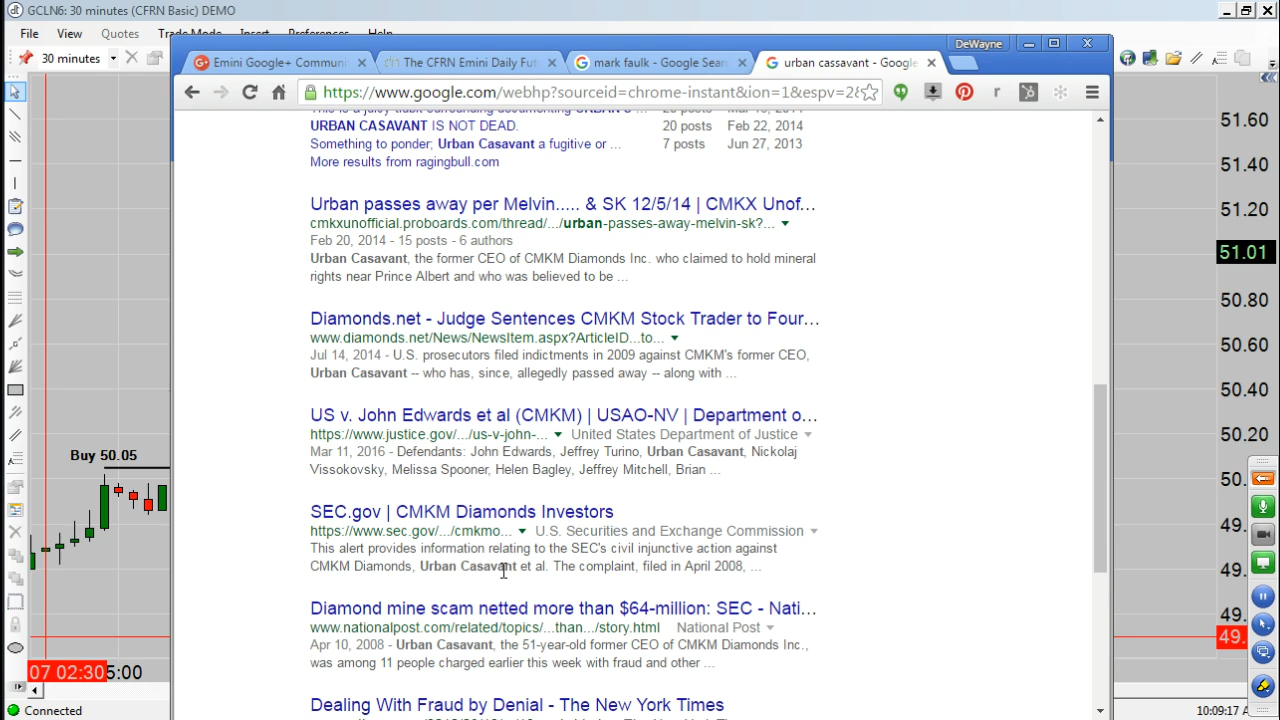 GCLN6: 30 minutes (CFRN Basic) DEMO
File View Quotes Trade Mode Insert Preferences Help
30 minutes
DeWayne
Emini Google+ Commun
The CFRN Emini Daily Fut
mark faulk - Google Sear
urban cassavant - Google
https://www.google.com/webhp?sourceid=chrome-instant&ion=1&espv=2&
URBAN CASAVANT IS NOT DEAD. 20 posts Feb 22, 2014
Something to ponder; Urban Casavant a fugitive or ... 7 posts Jun 27, 2013
More results from ragingbull.com
Urban passes away per Melvin..... & SK 12/5/14 | CMKX Unof...
cmkxunofficial.proboards.com/thread/.../urban-passes-away-melvin-sk?...
Feb 20, 2014 - 15 posts - 6 authors
Urban Casavant, the former CEO of CMKM Diamonds Inc. who claimed to hold mineral
rights near Prince Albert and who was believed to be ...
Diamonds.net - Judge Sentences CMKM Stock Trader to Four...
www.diamonds.net/News/NewsItem.aspx?ArticleID...to...
Jul 14, 2014 - U.S. prosecutors filed indictments in 2009 against CMKM's former CEO,
Urban Casavant -- who has, since, allegedly passed away -- along with ...
US v. John Edwards et al (CMKM) | USAO-NV | Department o...
https://www.justice.gov/.../us-v-john-... United States Department of Justice
Mar 11, 2016 - Defendants: John Edwards, Jeffrey Turino, Urban Casavant, Nickolaj
Vissokovsky, Melissa Spooner, Helen Bagley, Jeffrey Mitchell, Brian ...
SEC.gov | CMKM Diamonds Investors
https://www.sec.gov/.../cmkmo... U.S. Securities and Exchange Commission
This alert provides information relating to the SEC's civil injunctive action against
CMKM Diamonds, Urban Casavant et al. The complaint, filed in April 2008, ...
Diamond mine scam netted more than $64-million: SEC - Nati...
www.nationalpost.com/related/topics/...than.../story.html National Post
Apr 10, 2008 - Urban Casavant, the 51-year-old former CEO of CMKM Diamonds Inc.,
was among 11 people charged earlier this week with fraud and other ...
Dealing With Fraud by Denial - The New York Times
51.60
51.40
51.20
51.01
50.80
50.60
50.40
50.20
50.
49.
49.
49.
49.
Buy 50.05
07 02:30 5:00
Connected
10:09:17 A